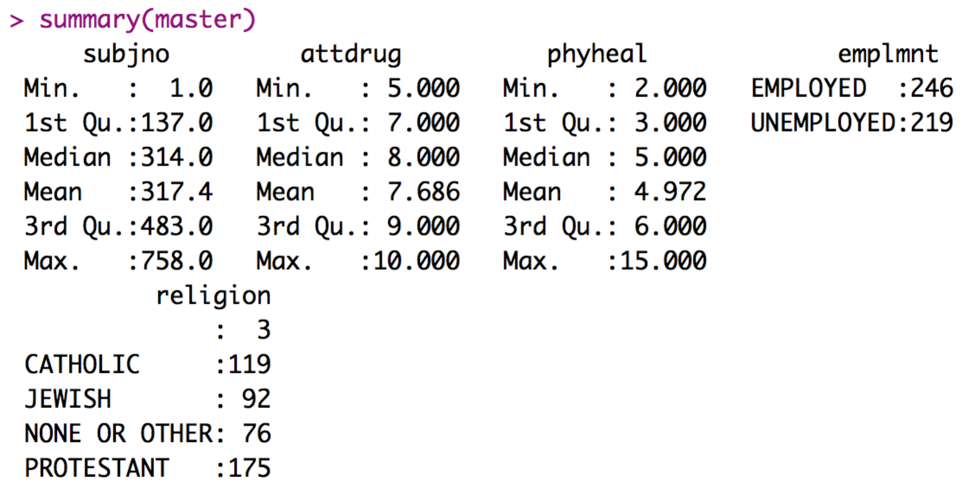 > summary(master)
     subjno         attdrug          phyheal             emplmnt
 Min.   :  1.0   Min.   : 5.000   Min.   : 2.000   EMPLOYED  :246
 1st Qu.:137.0   1st Qu.: 7.000   1st Qu.: 3.000   UNEMPLOYED:219
 Median :314.0   Median : 8.000   Median : 5.000
 Mean   :317.4   Mean   : 7.686   Mean   : 4.972
 3rd Qu.:483.0   3rd Qu.: 9.000   3rd Qu.: 6.000
 Max.   :758.0   Max.   :10.000   Max.   :15.000
          religion
              :  3
 CATHOLIC     :119
 JEWISH       : 92
 NONE OR OTHER: 76
 PROTESTANT   :175